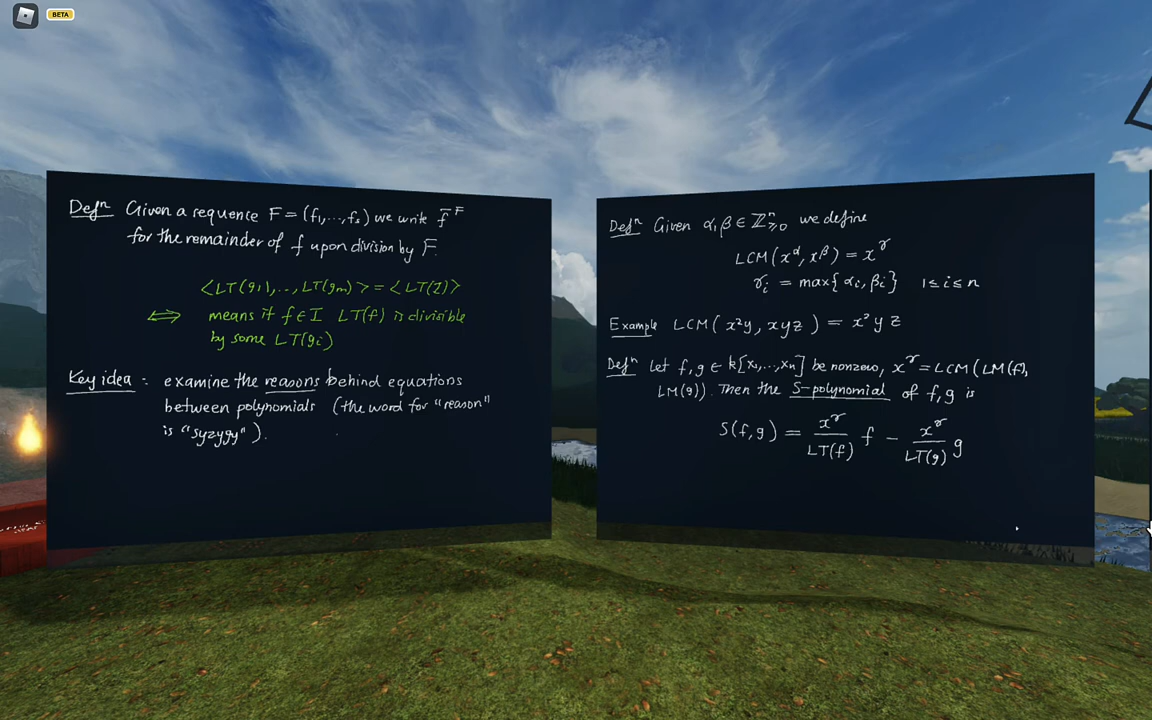 BETA
Defⁿ Given a sequence F = (f₁,...,fₛ) we write f̄^F
for the remainder of f upon division by F.
⟨LT(g₁),...,LT(gₘ)⟩ = ⟨LT(I)⟩
⟺ means if f ∈ I LT(f) is divisible
by some LT(gᵢ)
Key idea : examine the reasons behind equations
between polynomials (the word for "reason"
is "syzygy").
Defⁿ Given α, β ∈ ℤⁿ≥0 we define
LCM(x^α, x^β) = x^γ
γᵢ = max{αᵢ, βᵢ} 1 ≤ i ≤ n
Example LCM(x²y, xyz) = x²yz
Defⁿ Let f, g ∈ k[x₁,...,xₙ] be nonzero, x^γ = LCM(LM(f),
LM(g)). Then the S-polynomial of f, g is
S(f,g) = x^γ/LT(f) f − x^γ/LT(g) g